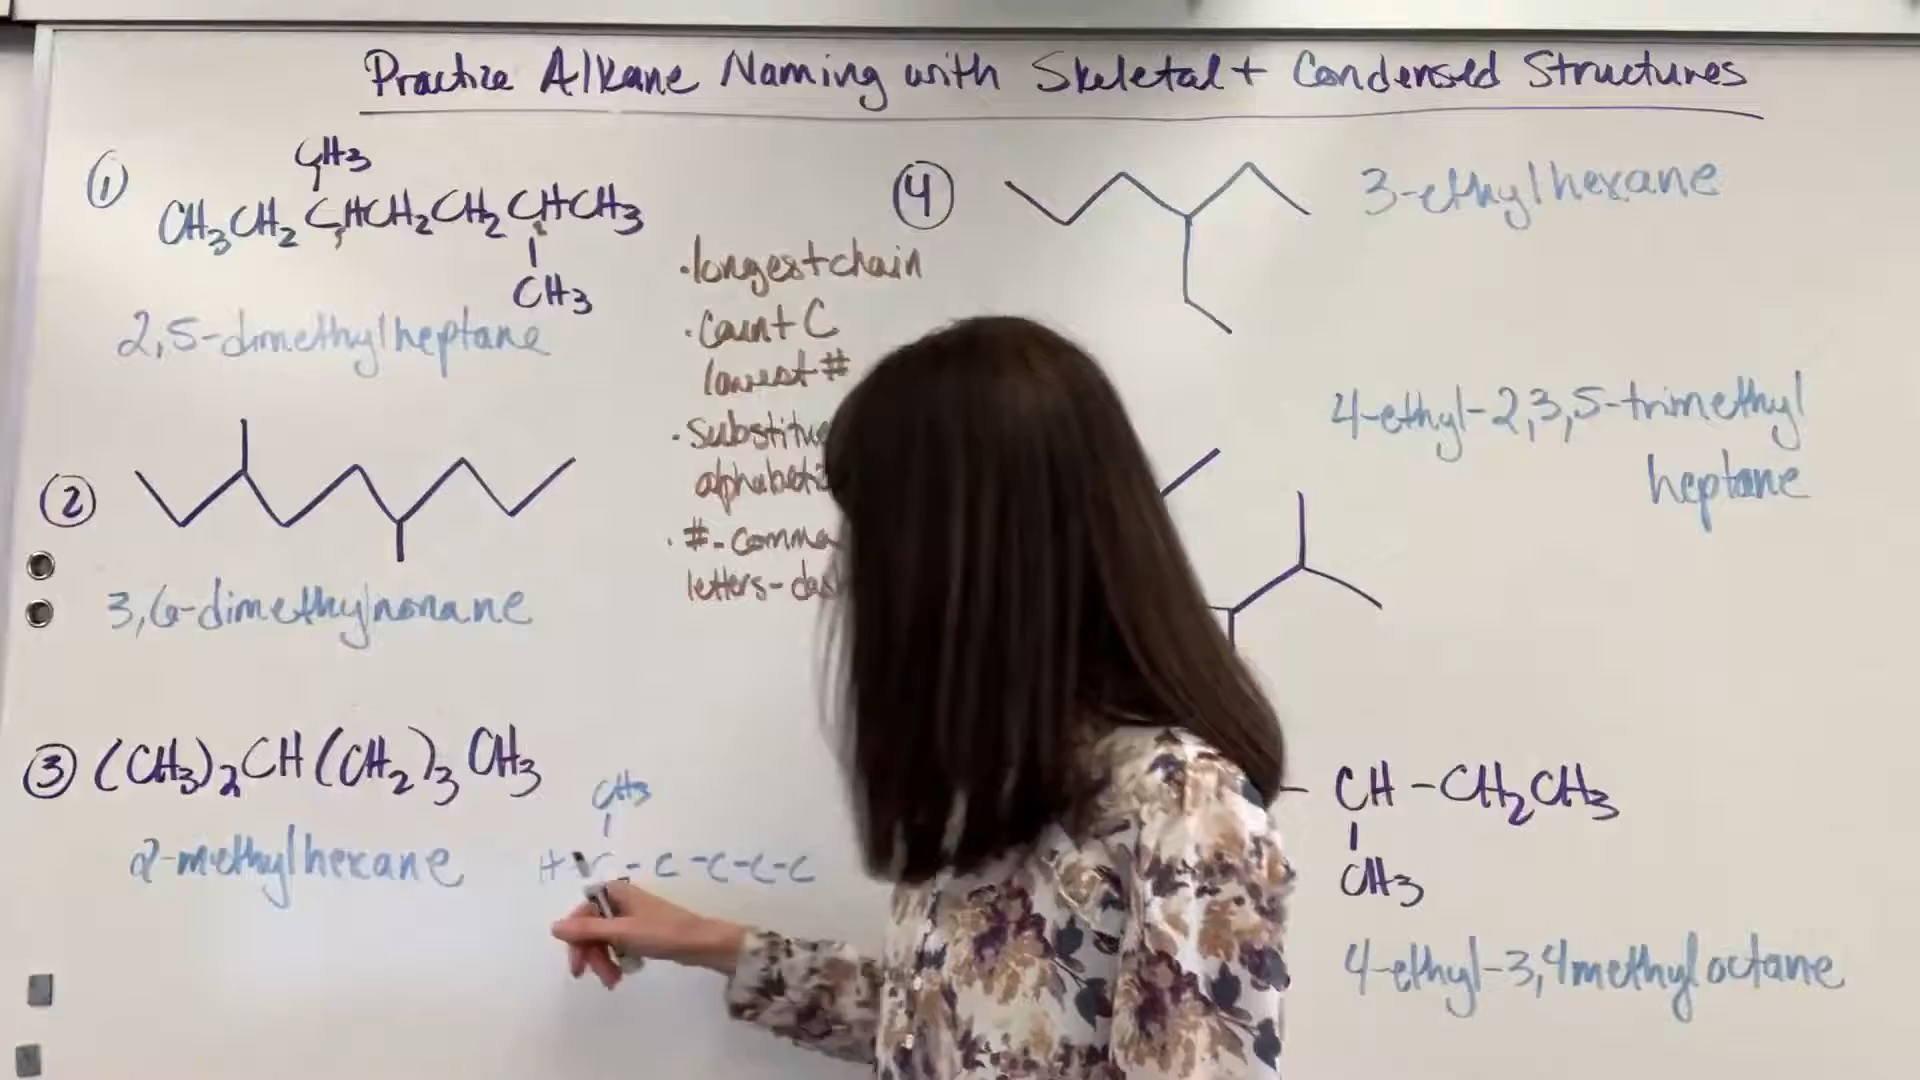 Practice Alkane Naming with Skeletal + Condensed Structures
①
CH3
CH3CH2CHCH2CH2CHCH3
CH3
2,5-dimethylheptane
②
3,6-dimethylnonane
③ (CH3)2CH(CH2)3CH3
2-methylhexane
CH3
-C-C-C-C
· longest chain
· Count C
lowest #
· substitue
alphabeti
· #-comma
letters-das
④
3-ethylhexane
4-ethyl-2,3,5-trimethyl
heptane
- CH - CH2CH3
CH3
4-ethyl-3,4methyloctane